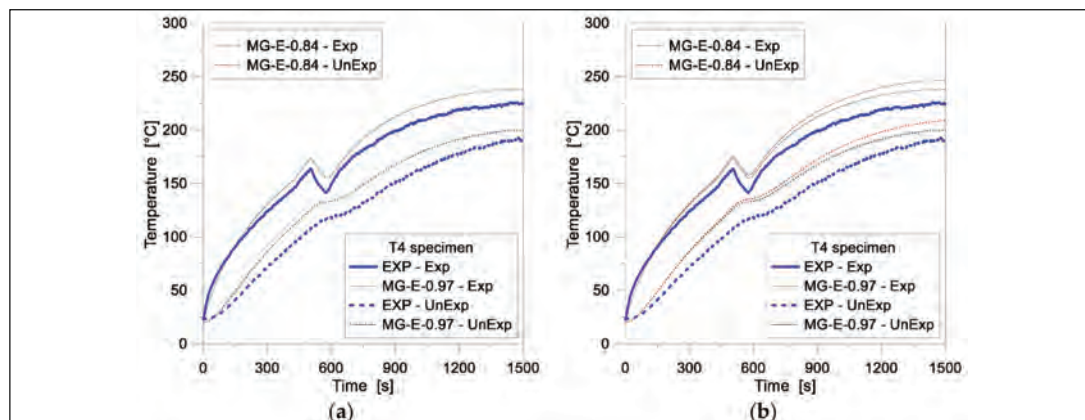 300
250
200
150
100
50
0
Temperature [°C]
MG-E-0.84 - Exp
MG-E-0.84 - UnExp
T4 specimen
EXP - Exp
MG-E-0.97 - Exp
EXP - UnExp
MG-E-0.97 - UnExp
0 300 600 900 1200 1500
Time [s]
(a)
300
250
200
150
100
50
0
Temperature [°C]
MG-E-0.84 - Exp
MG-E-0.84 - UnExp
T4 specimen
EXP - Exp
MG-E-0.97 - Exp
EXP - UnExp
MG-E-0.97 - UnExp
0 300 600 900 1200 1500
Time [s]
(b)